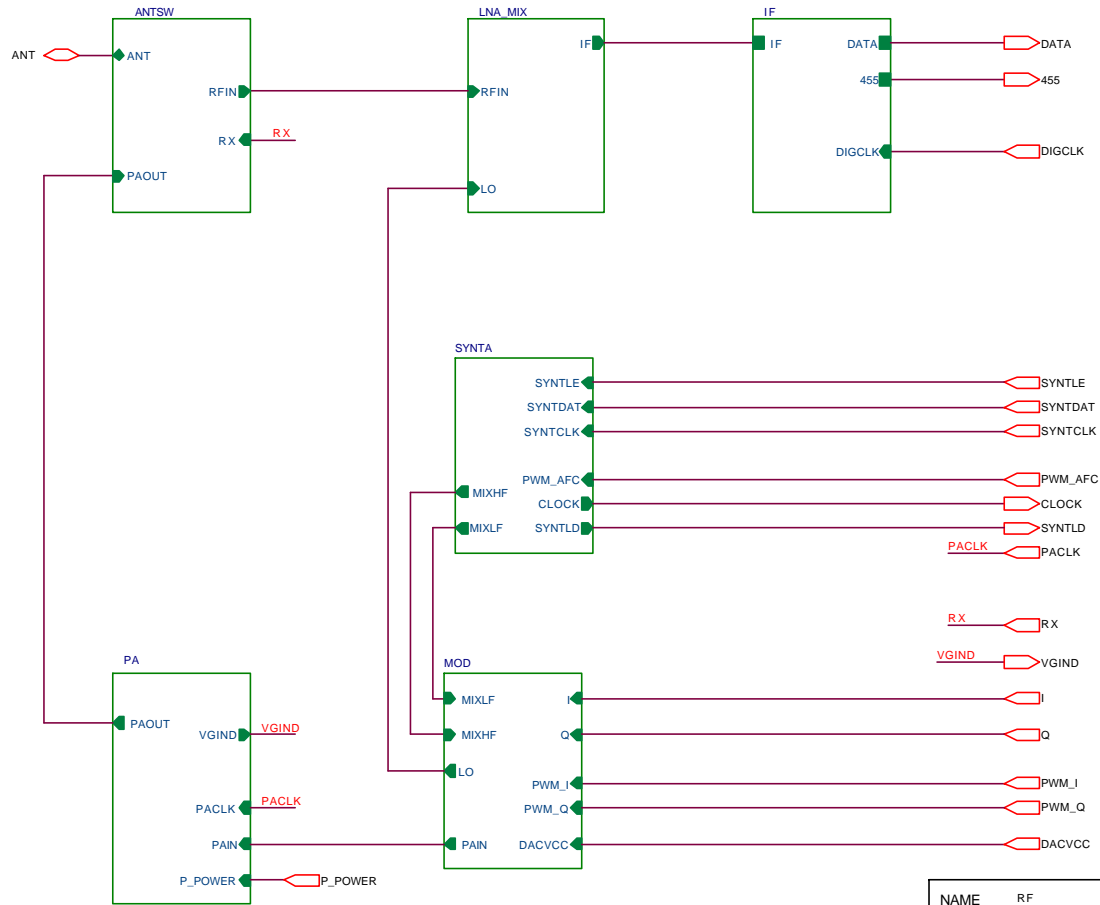 ANTSW LNA_MIX IF
ANT ANT IF IF DATA DATA
RFIN RFIN 455 455
RX RX DIGCLK DIGCLK
PAOUT LO
SYNTA
SYNTLE SYNTLE
SYNTDAT SYNTDAT
SYNTCLK SYNTCLK
PWM_AFC PWM_AFC
MIXHF CLOCK CLOCK
MIXLF SYNTLD SYNTLD
PACLK PACLK
RX RX
VGIND VGIND
PA MOD
MIXLF I I
PAOUT VGIND VGIND MIXHF Q Q
LO
PWM_I PWM_I
PACLK PACLK PWM_Q PWM_Q
PAIN PAIN DACVCC DACVCC
P_POWER P_POWER
NAME RF